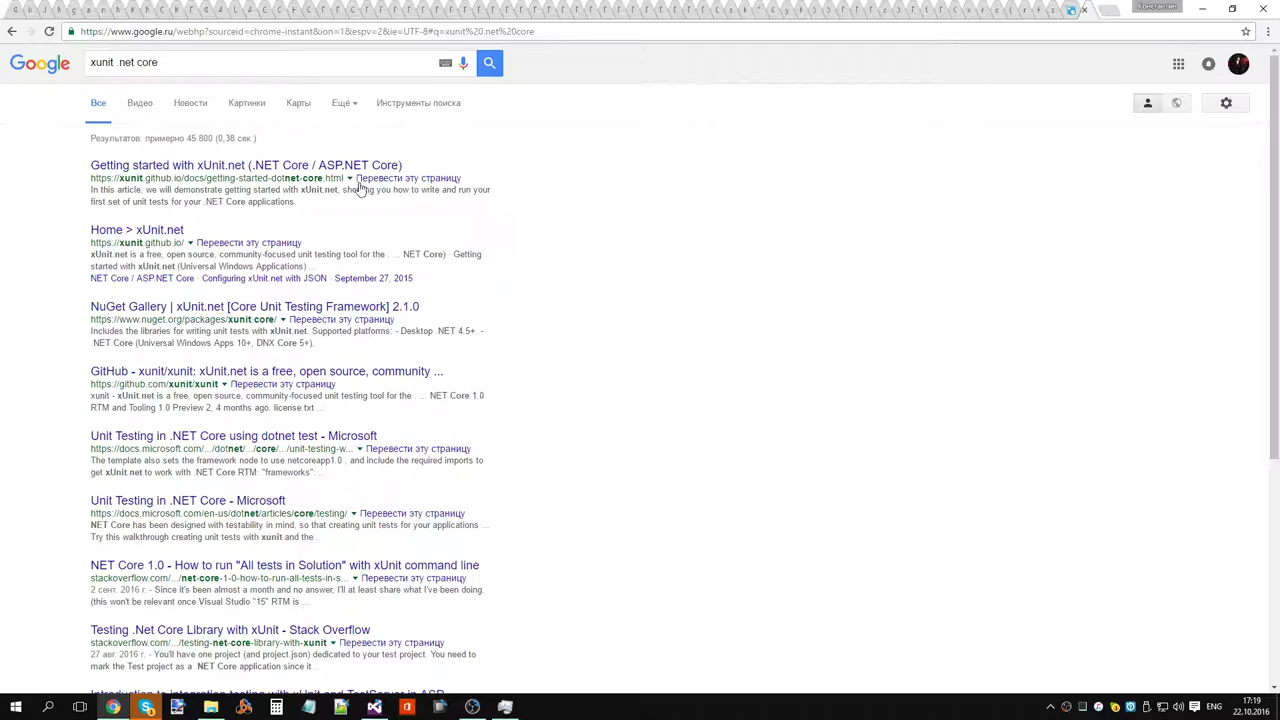 Константин
https://www.google.ru/webhp?sourceid=chrome-instant&ion=1&espv=2&ie=UTF-8#q=xunit%20.net%20core
Google
xunit .net core
Все Видео Новости Картинки Карты Ещё Инструменты поиска
Результатов: примерно 45 800 (0,38 сек.)
Getting started with xUnit.net (.NET Core / ASP.NET Core)
https://xunit.github.io/docs/getting-started-dotnet-core.html Перевести эту страницу
In this article, we will demonstrate getting started with xUnit.net, showing you how to write and run your
first set of unit tests for your .NET Core applications.
Home > xUnit.net
https://xunit.github.io/ Перевести эту страницу
xUnit.net is a free, open source, community-focused unit testing tool for the . ... NET Core) · Getting
started with xUnit.net (Universal Windows Applications) ...
NET Core / ASP.NET Core · Configuring xUnit.net with JSON · September 27, 2015
NuGet Gallery | xUnit.net [Core Unit Testing Framework] 2.1.0
https://www.nuget.org/packages/xunit.core/ Перевести эту страницу
Includes the libraries for writing unit tests with xUnit.net. Supported platforms: - Desktop .NET 4.5+. -
.NET Core (Universal Windows Apps 10+, DNX Core 5+).
GitHub - xunit/xunit: xUnit.net is a free, open source, community ...
https://github.com/xunit/xunit Перевести эту страницу
xunit - xUnit.net is a free, open source, community-focused unit testing tool for the . ... NET Core 1.0
RTM and Tooling 1.0 Preview 2, 4 months ago. license.txt ...
Unit Testing in .NET Core using dotnet test - Microsoft
https://docs.microsoft.com/.../dotnet/.../core/.../unit-testing-w... Перевести эту страницу
The template also sets the framework node to use netcoreapp1.0 , and include the required imports to
get xUnit.net to work with .NET Core RTM: "frameworks": ...
Unit Testing in .NET Core - Microsoft
https://docs.microsoft.com/en-us/dotnet/articles/core/testing/ Перевести эту страницу
NET Core has been designed with testability in mind, so that creating unit tests for your applications ...
Try this walkthrough creating unit tests with xunit and the
NET Core 1.0 - How to run "All tests in Solution" with xUnit command line
stackoverflow.com/.../net-core-1-0-how-to-run-all-tests-in-s... Перевести эту страницу
2 сент. 2016 г. - Since it's been almost a month and no answer, I'll at least share what I've been doing.
(this won't be relevant once Visual Studio "15" RTM is ...
Testing .Net Core Library with xUnit - Stack Overflow
stackoverflow.com/.../testing-net-core-library-with-xunit Перевести эту страницу
27 авг. 2016 г. - You'll have one project (and project.json) dedicated to your test project. You need to
mark the Test project as a .NET Core application since it ...
Introduction to integration testing with xUnit and TestServer in ASP
ENG
17:19
22.10.2016